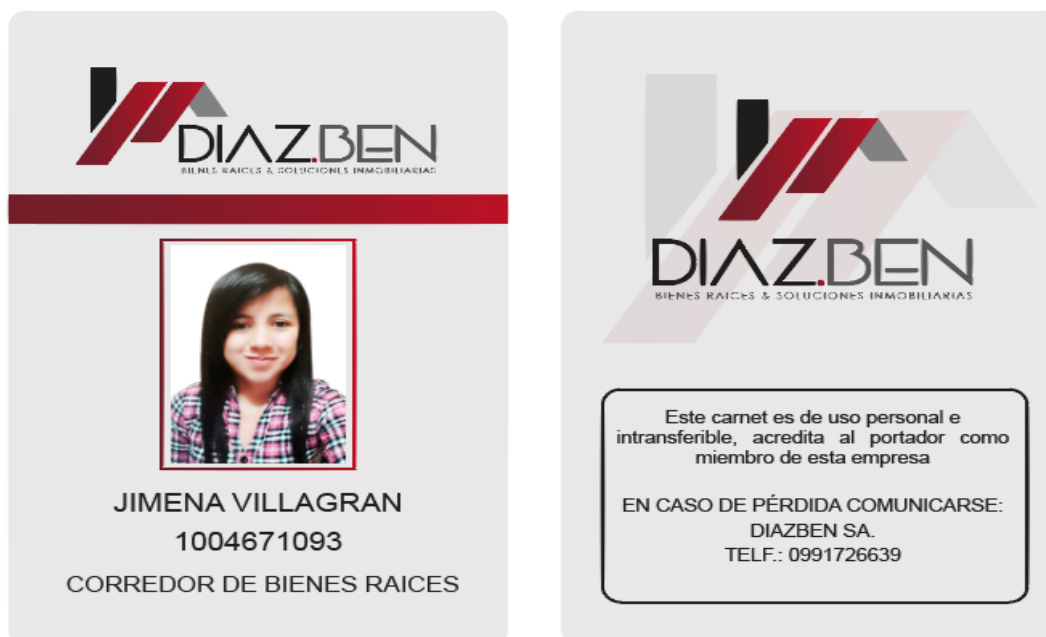 DIAZ.BEN
BIENES RAICES & SOLUCIONES INMOBILIARIAS
JIMENA VILLAGRAN
1004671093
CORREDOR DE BIENES RAICES
DIAZ.BEN
BIENES RAICES & SOLUCIONES INMOBILIARIAS
Este carnet es de uso personal e
intransferible, acredita al portador como
miembro de esta empresa
EN CASO DE PÉRDIDA COMUNICARSE:
DIAZBEN SA.
TELF.: 0991726639